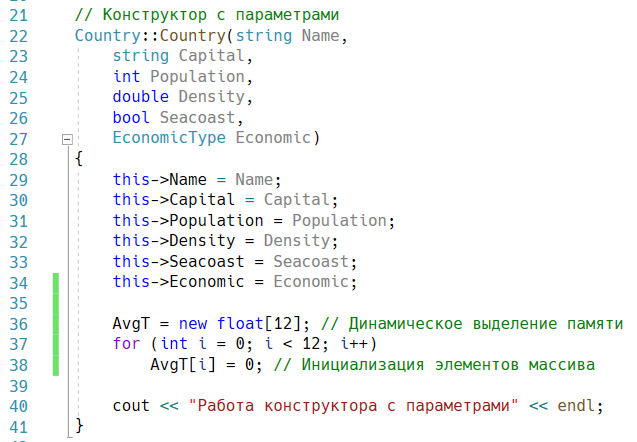 21 // Конструктор с параметрами
22 Country::Country(string Name,
23 string Capital,
24 int Population,
25 double Density,
26 bool Seacoast,
27 EconomicType Economic)
28 {
29 this->Name = Name;
30 this->Capital = Capital;
31 this->Population = Population;
32 this->Density = Density;
33 this->Seacoast = Seacoast;
34 this->Economic = Economic;
35
36 AvgT = new float[12]; // Динамическое выделение памяти
37 for (int i = 0; i < 12; i++)
38 AvgT[i] = 0; // Инициализация элементов массива
39
40 cout << "Работа конструктора с параметрами" << endl;
41 }